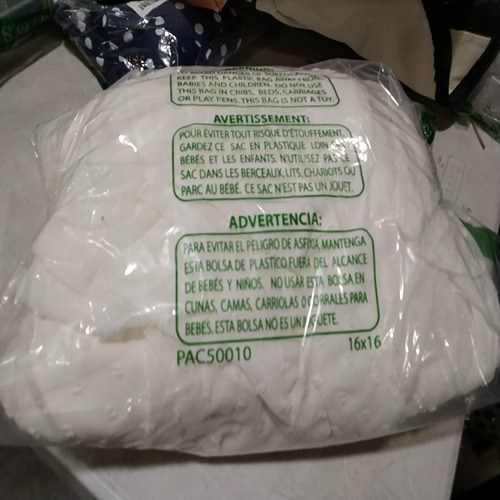 TO AVOID DANGER OF SUFFOCATION
KEEP THIS PLASTIC BAG AWAY FROM
BABIES AND CHILDREN. DO NOT USE
THIS BAG IN CRIBS, BEDS, CARRIAGES
OR PLAY PENS. THIS BAG IS NOT A TOY.
AVERTISSEMENT:
POUR ÉVITER TOUT RISQUE D'ÉTOUFFEMENT,
GARDEZ CE SAC EN PLASTIQUE LOIN
BÉBÉS ET LES ENFANTS. N'UTILISEZ PAS CE
SAC DANS LES BERCEAUX, LITS, CHARIOTS OU
PARC AU BÉBÉ. CE SAC N'EST PAS UN JOUET.
ADVERTENCIA:
PARA EVITAR EL PELIGRO DE ASFIXIA, MANTENGA
ESTA BOLSA DE PLASTICO FUERA DEL ALCANCE
DE BEBÉS Y NIÑOS. NO USAR ESTA BOLSA EN
CUNAS, CAMAS, CARRIOLAS O CORRALES PARA
BEBÉS. ESTA BOLSA NO ES UN JUGUETE.
PAC50010 16x16